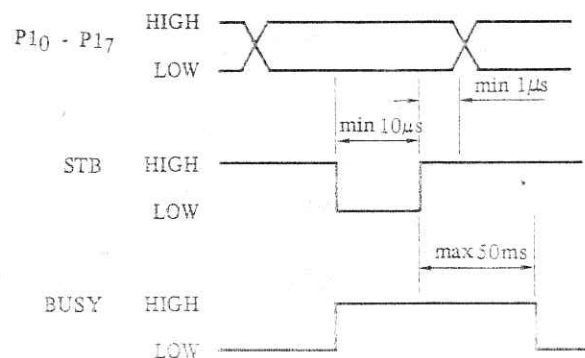 HIGH
P1₀ - P1₇
LOW
min 1μs
min 10μs
STB HIGH
LOW
max 50ms
BUSY HIGH
LOW